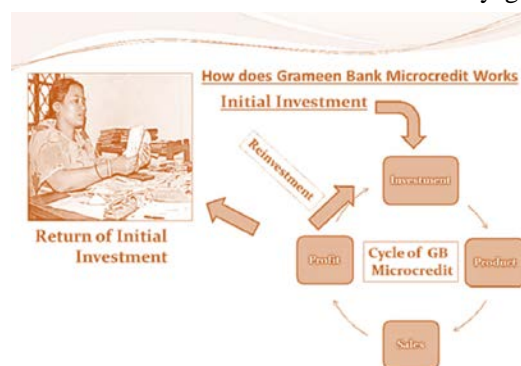 How does Grameen Bank Microcredit Works
Initial Investment
Reinvestment
Investment
Return of Initial
Investment
Profit
Cycle of GB
Microcredit
Product
Sales